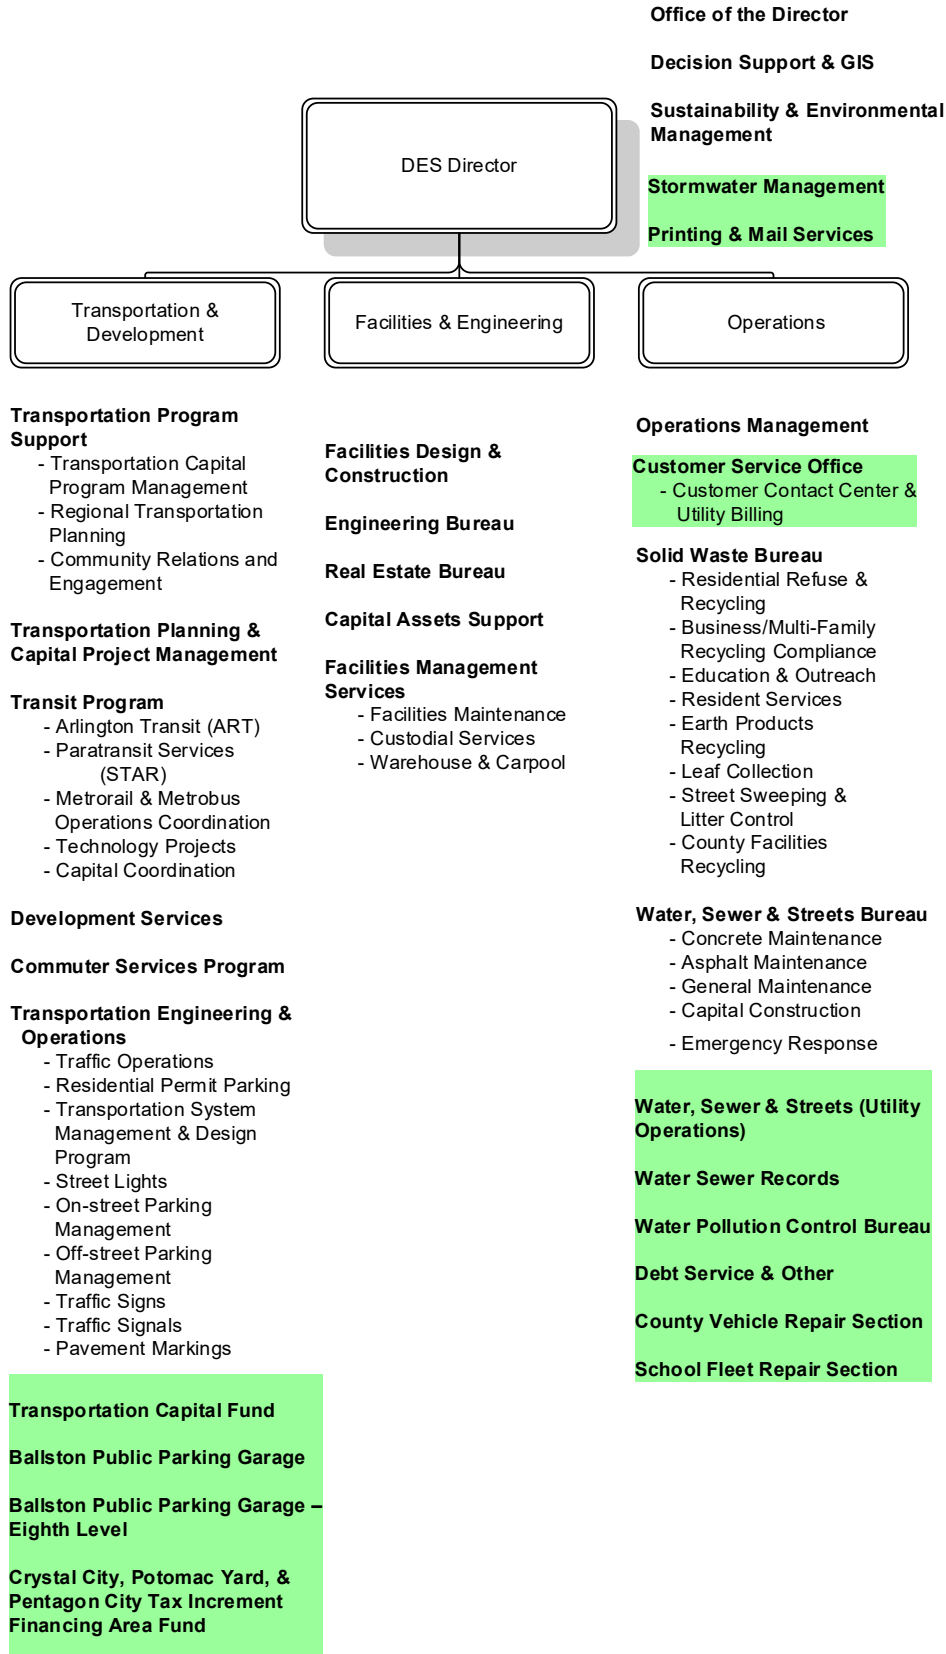 Office of the Director
Decision Support & GIS
Sustainability & Environmental
Management
Stormwater Management
Printing & Mail Services
DES Director
Transportation &
Development
Facilities & Engineering
Operations
Transportation Program
Support
- Transportation Capital
Program Management
- Regional Transportation
Planning
- Community Relations and
Engagement
Transportation Planning &
Capital Project Management
Transit Program
- Arlington Transit (ART)
- Paratransit Services
(STAR)
- Metrorail & Metrobus
Operations Coordination
- Technology Projects
- Capital Coordination
Development Services
Commuter Services Program
Transportation Engineering &
Operations
- Traffic Operations
- Residential Permit Parking
- Transportation System
Management & Design
Program
- Street Lights
- On-street Parking
Management
- Off-street Parking
Management
- Traffic Signs
- Traffic Signals
- Pavement Markings
Transportation Capital Fund
Ballston Public Parking Garage
Ballston Public Parking Garage –
Eighth Level
Crystal City, Potomac Yard, &
Pentagon City Tax Increment
Financing Area Fund
Facilities Design &
Construction
Engineering Bureau
Real Estate Bureau
Capital Assets Support
Facilities Management
Services
- Facilities Maintenance
- Custodial Services
- Warehouse & Carpool
Operations Management
Customer Service Office
- Customer Contact Center &
Utility Billing
Solid Waste Bureau
- Residential Refuse &
Recycling
- Business/Multi-Family
Recycling Compliance
- Education & Outreach
- Resident Services
- Earth Products
Recycling
- Leaf Collection
- Street Sweeping &
Litter Control
- County Facilities
Recycling
Water, Sewer & Streets Bureau
- Concrete Maintenance
- Asphalt Maintenance
- General Maintenance
- Capital Construction
- Emergency Response
Water, Sewer & Streets (Utility
Operations)
Water Sewer Records
Water Pollution Control Bureau
Debt Service & Other
County Vehicle Repair Section
School Fleet Repair Section